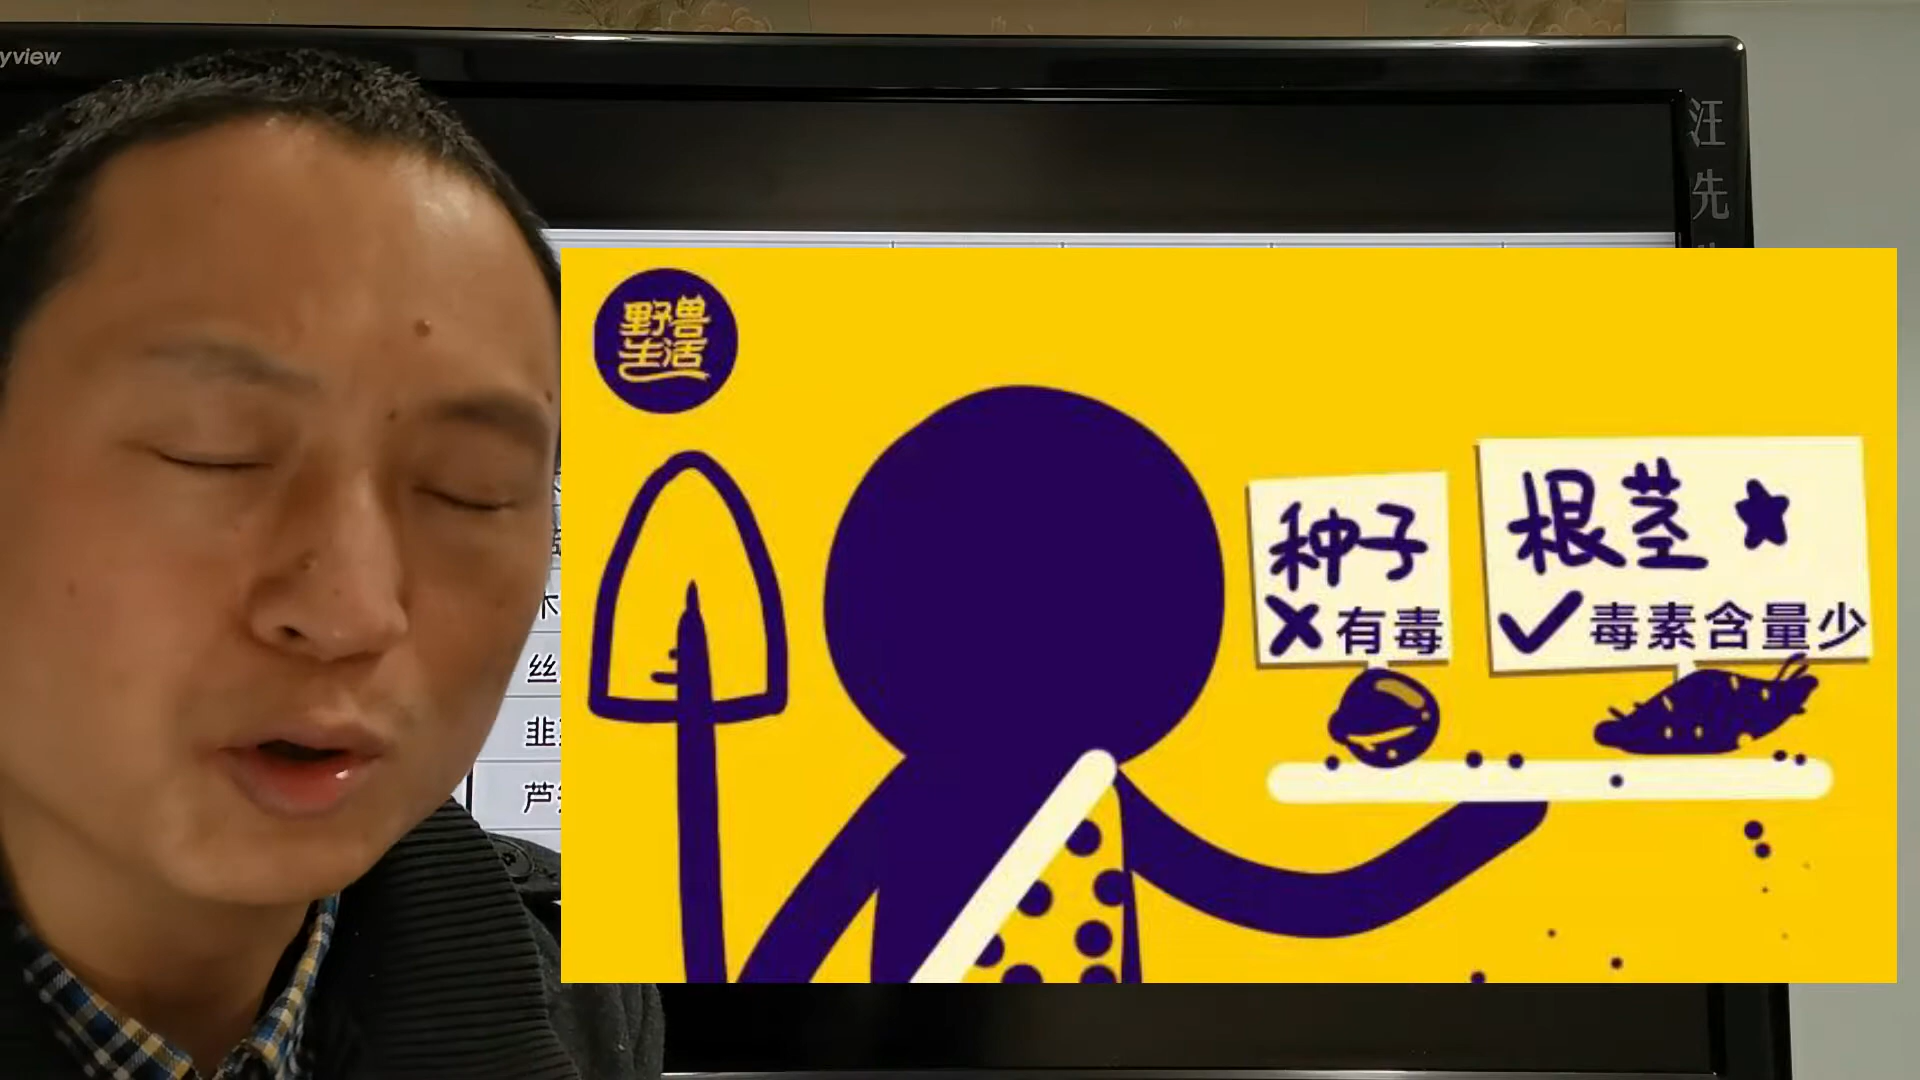 yview
汪
先
野兽
生活
种子
有毒
根茎
毒素含量少
木
丝
韭
芦